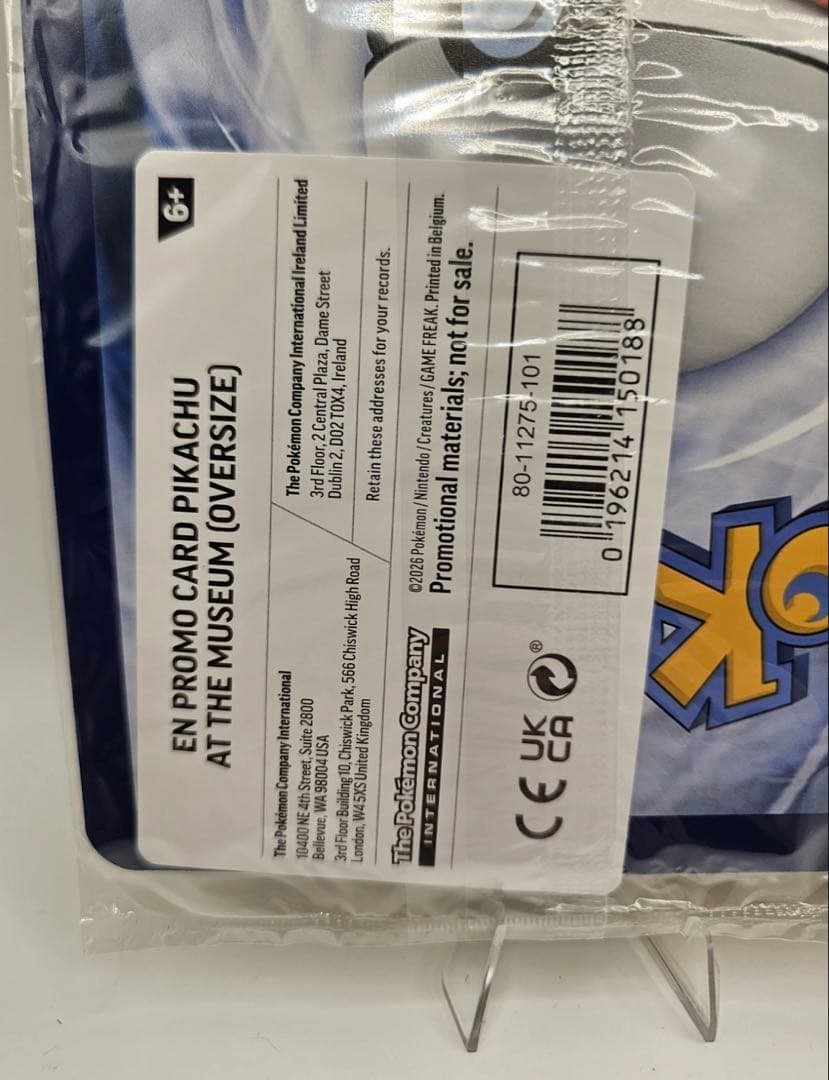 EN PROMO CARD PIKACHU
AT THE MUSEUM (OVERSIZE)
6+
The Pokémon Company International
10400 NE 4th Street, Suite 2800
Bellevue, WA 98004 USA
3rd Floor Building 10, Chiswick Park, 566 Chiswick High Road
London, W4 5XS United Kingdom
The Pokémon Company International Ireland Limited
3rd Floor, 2 Central Plaza, Dame Street
Dublin 2, D02 T0X4, Ireland
Retain these addresses for your records.
The Pokémon Company
INTERNATIONAL
©2026 Pokémon / Nintendo / Creatures / GAME FREAK. Printed in Belgium.
Promotional materials; not for sale.
CE UK
CA ®
80-11275-101
0 196214 150188